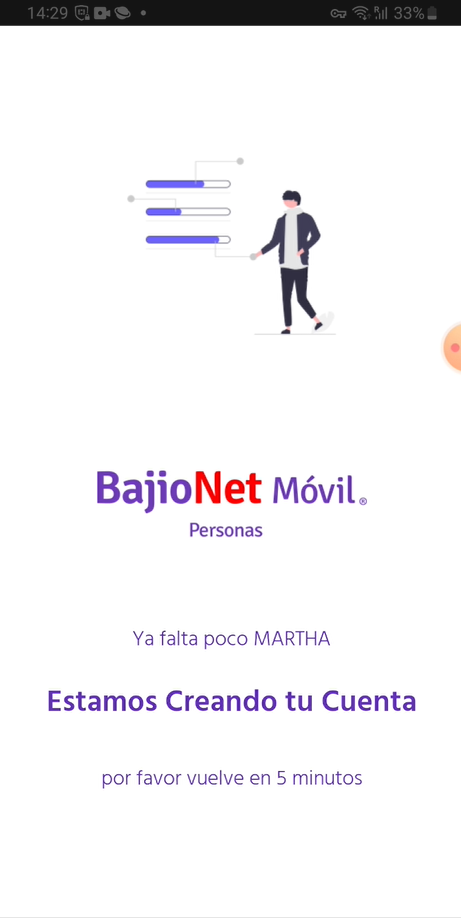 14:29 33%
BajioNet Móvil®
Personas
Ya falta poco MARTHA
Estamos Creando tu Cuenta
por favor vuelve en 5 minutos